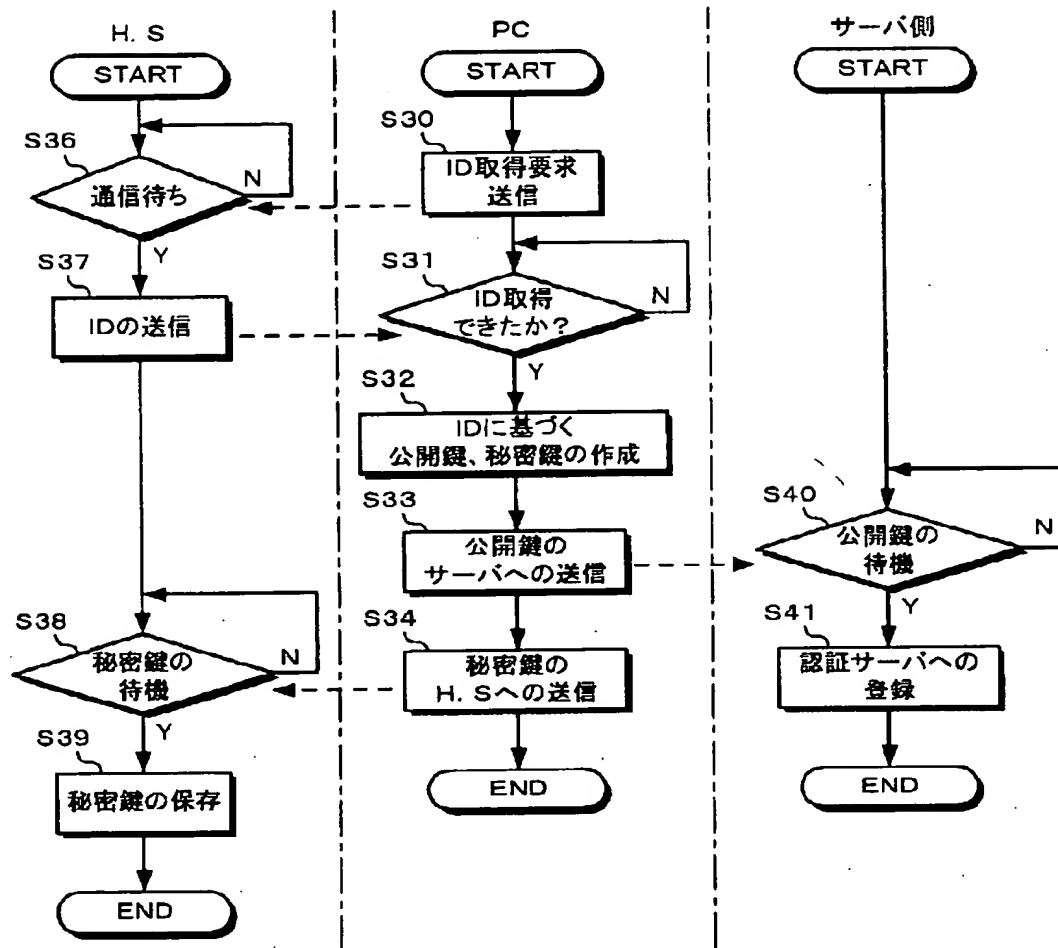 H. S
START
S36
通信待ち
N
Y
S37
IDの送信
S38
秘密鍵の
待機
N
Y
S39
秘密鍵の保存
END
PC
START
S30
ID取得要求
送信
S31
ID取得
できたか？
N
Y
S32
IDに基づく
公開鍵、秘密鍵の作成
S33
公開鍵の
サーバへの送信
S34
秘密鍵の
H. Sへの送信
END
サーバ側
START
S40
公開鍵の
待機
N
Y
S41
認証サーバへの
登録
END